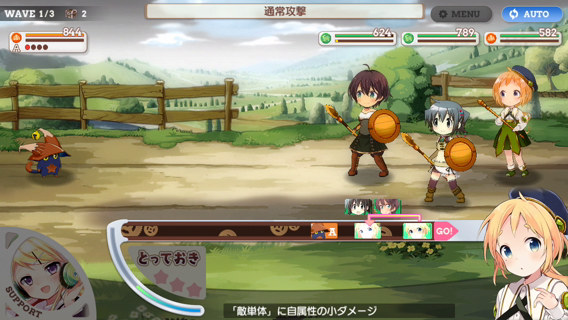 WAVE 1/3 2
通常攻撃
MENU
AUTO
844
A
624
789
582
A
GO!
とっておき
SUPPORT
「敵単体」に自属性の小ダメージ